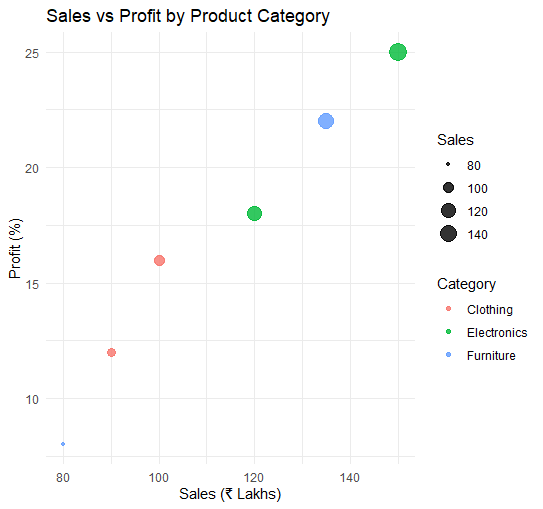 Sales vs Profit by Product Category
25
20
15
10
Profit (%)
80
100
120
140
Sales (₹ Lakhs)
Sales
80
100
120
140
Category
Clothing
Electronics
Furniture